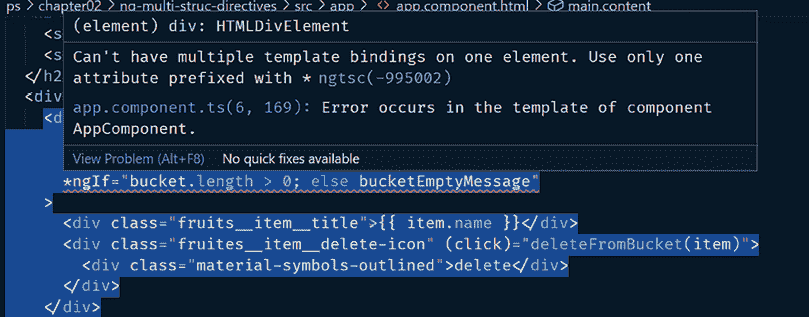 ps > chapter02 > ng-multi-struc-directives > src > app > <> app.component.html > main.content
<s
(element) div: HTMLDivElement
<s
Can't have multiple template bindings on one element. Use only one
</h2
attribute prefixed with * ngtsc(-995002)
<div
app.component.ts(6, 169): Error occurs in the template of component
<d
AppComponent.
View Problem (Alt+F8) No quick fixes available
*ngIf="bucket.length > 0; else bucketEmptyMessage"
>
<div class="fruits__item__title">{{ item.name }}</div>
<div class="fruites__item__delete-icon" (click)="deleteFromBucket(item)">
<div class="material-symbols-outlined">delete</div>
</div>
</div>